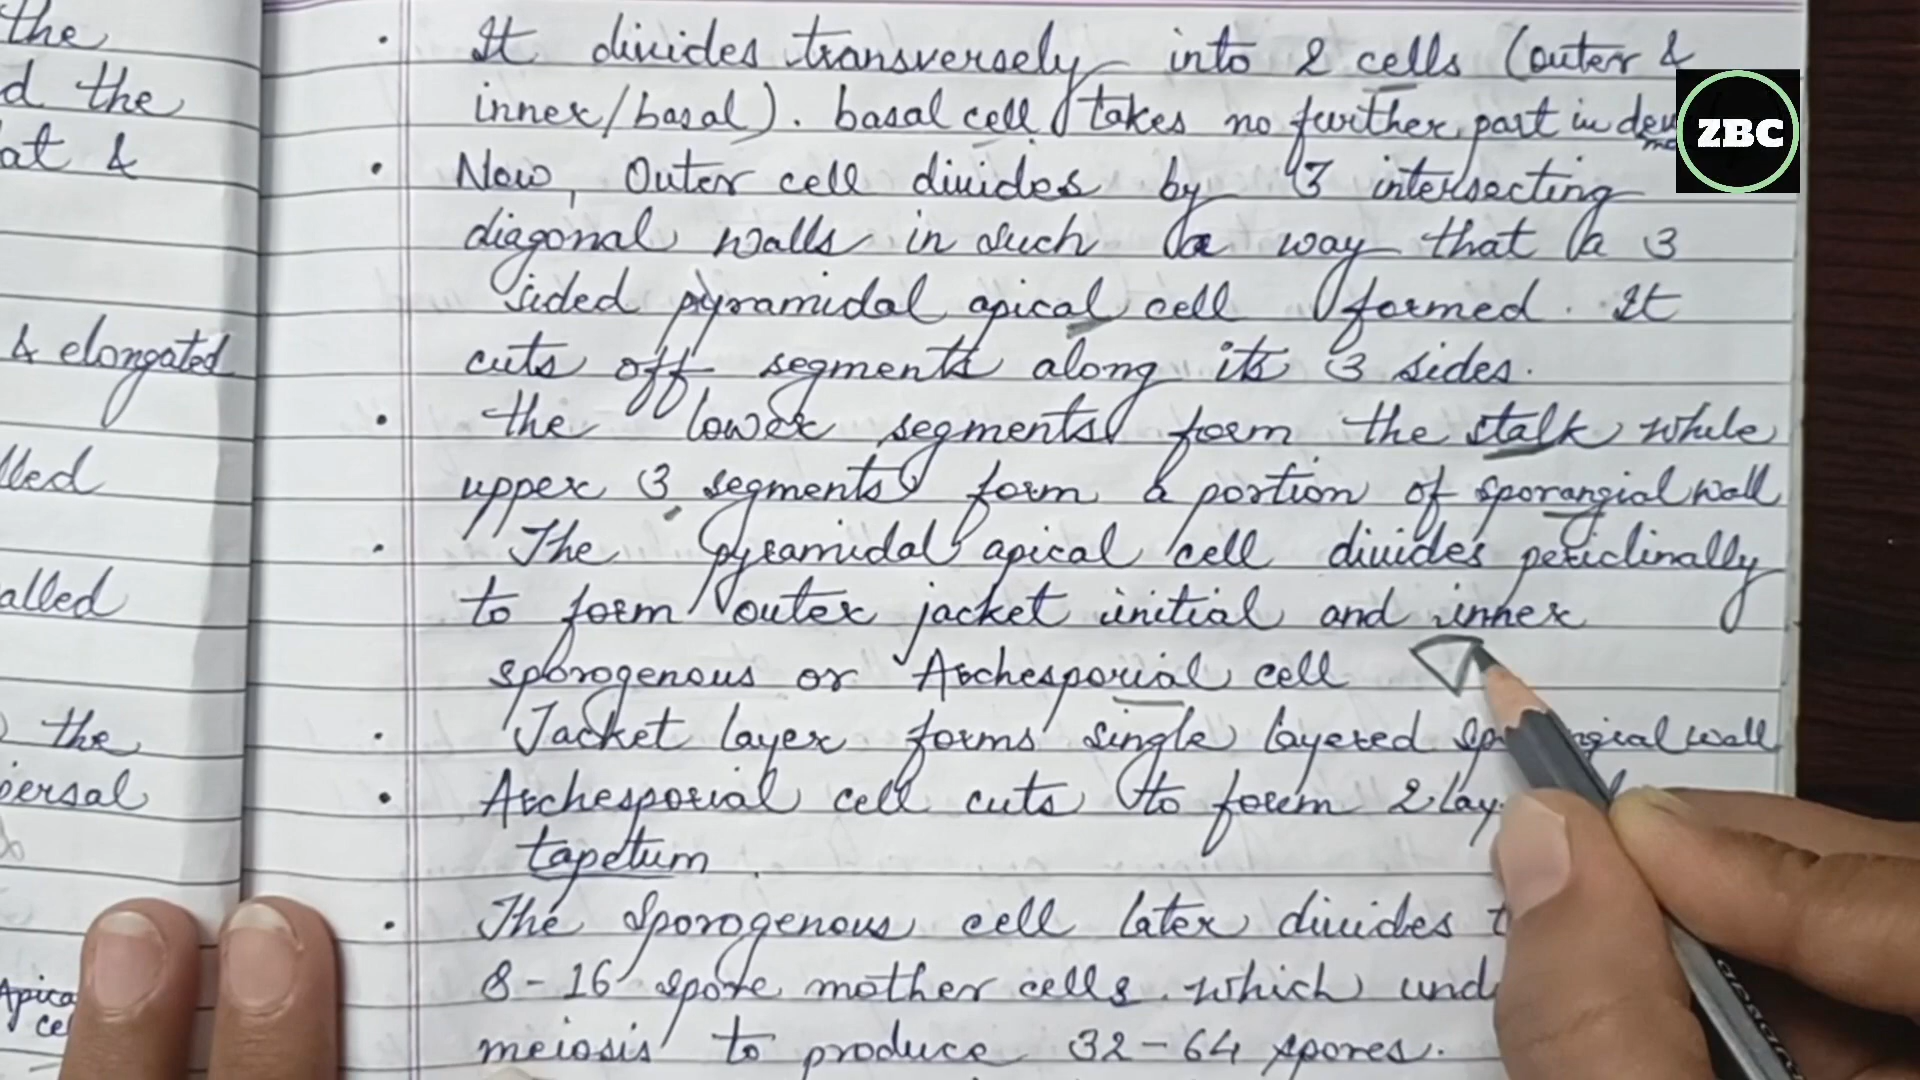 the
d the
at &
& elongated
lled
alled
the
persal
Apica
ce
It divides transversely into 2 cells (outer &
inner/basal). basal cell takes no further part in dev
Now, Outer cell divides by 3 intersecting
diagonal walls in such a way that a 3
sided pyramidal apical cell formed. It
cuts off segments along its 3 sides.
the lower segments form the stalk while
upper 3 segments form a portion of sporangial wall
The pyramidal apical cell divides periclinally
to form outer jacket initial and inner
sporogenous or Archesporial cell
Jacket layer forms single layered sp ngial wall
Archesporial cell cuts to form 2 lay
tapetum.
The Sporogenous cell later divides t
8-16 spore mother cells which und
meiosis to produce 32-64 spores.
ZBC